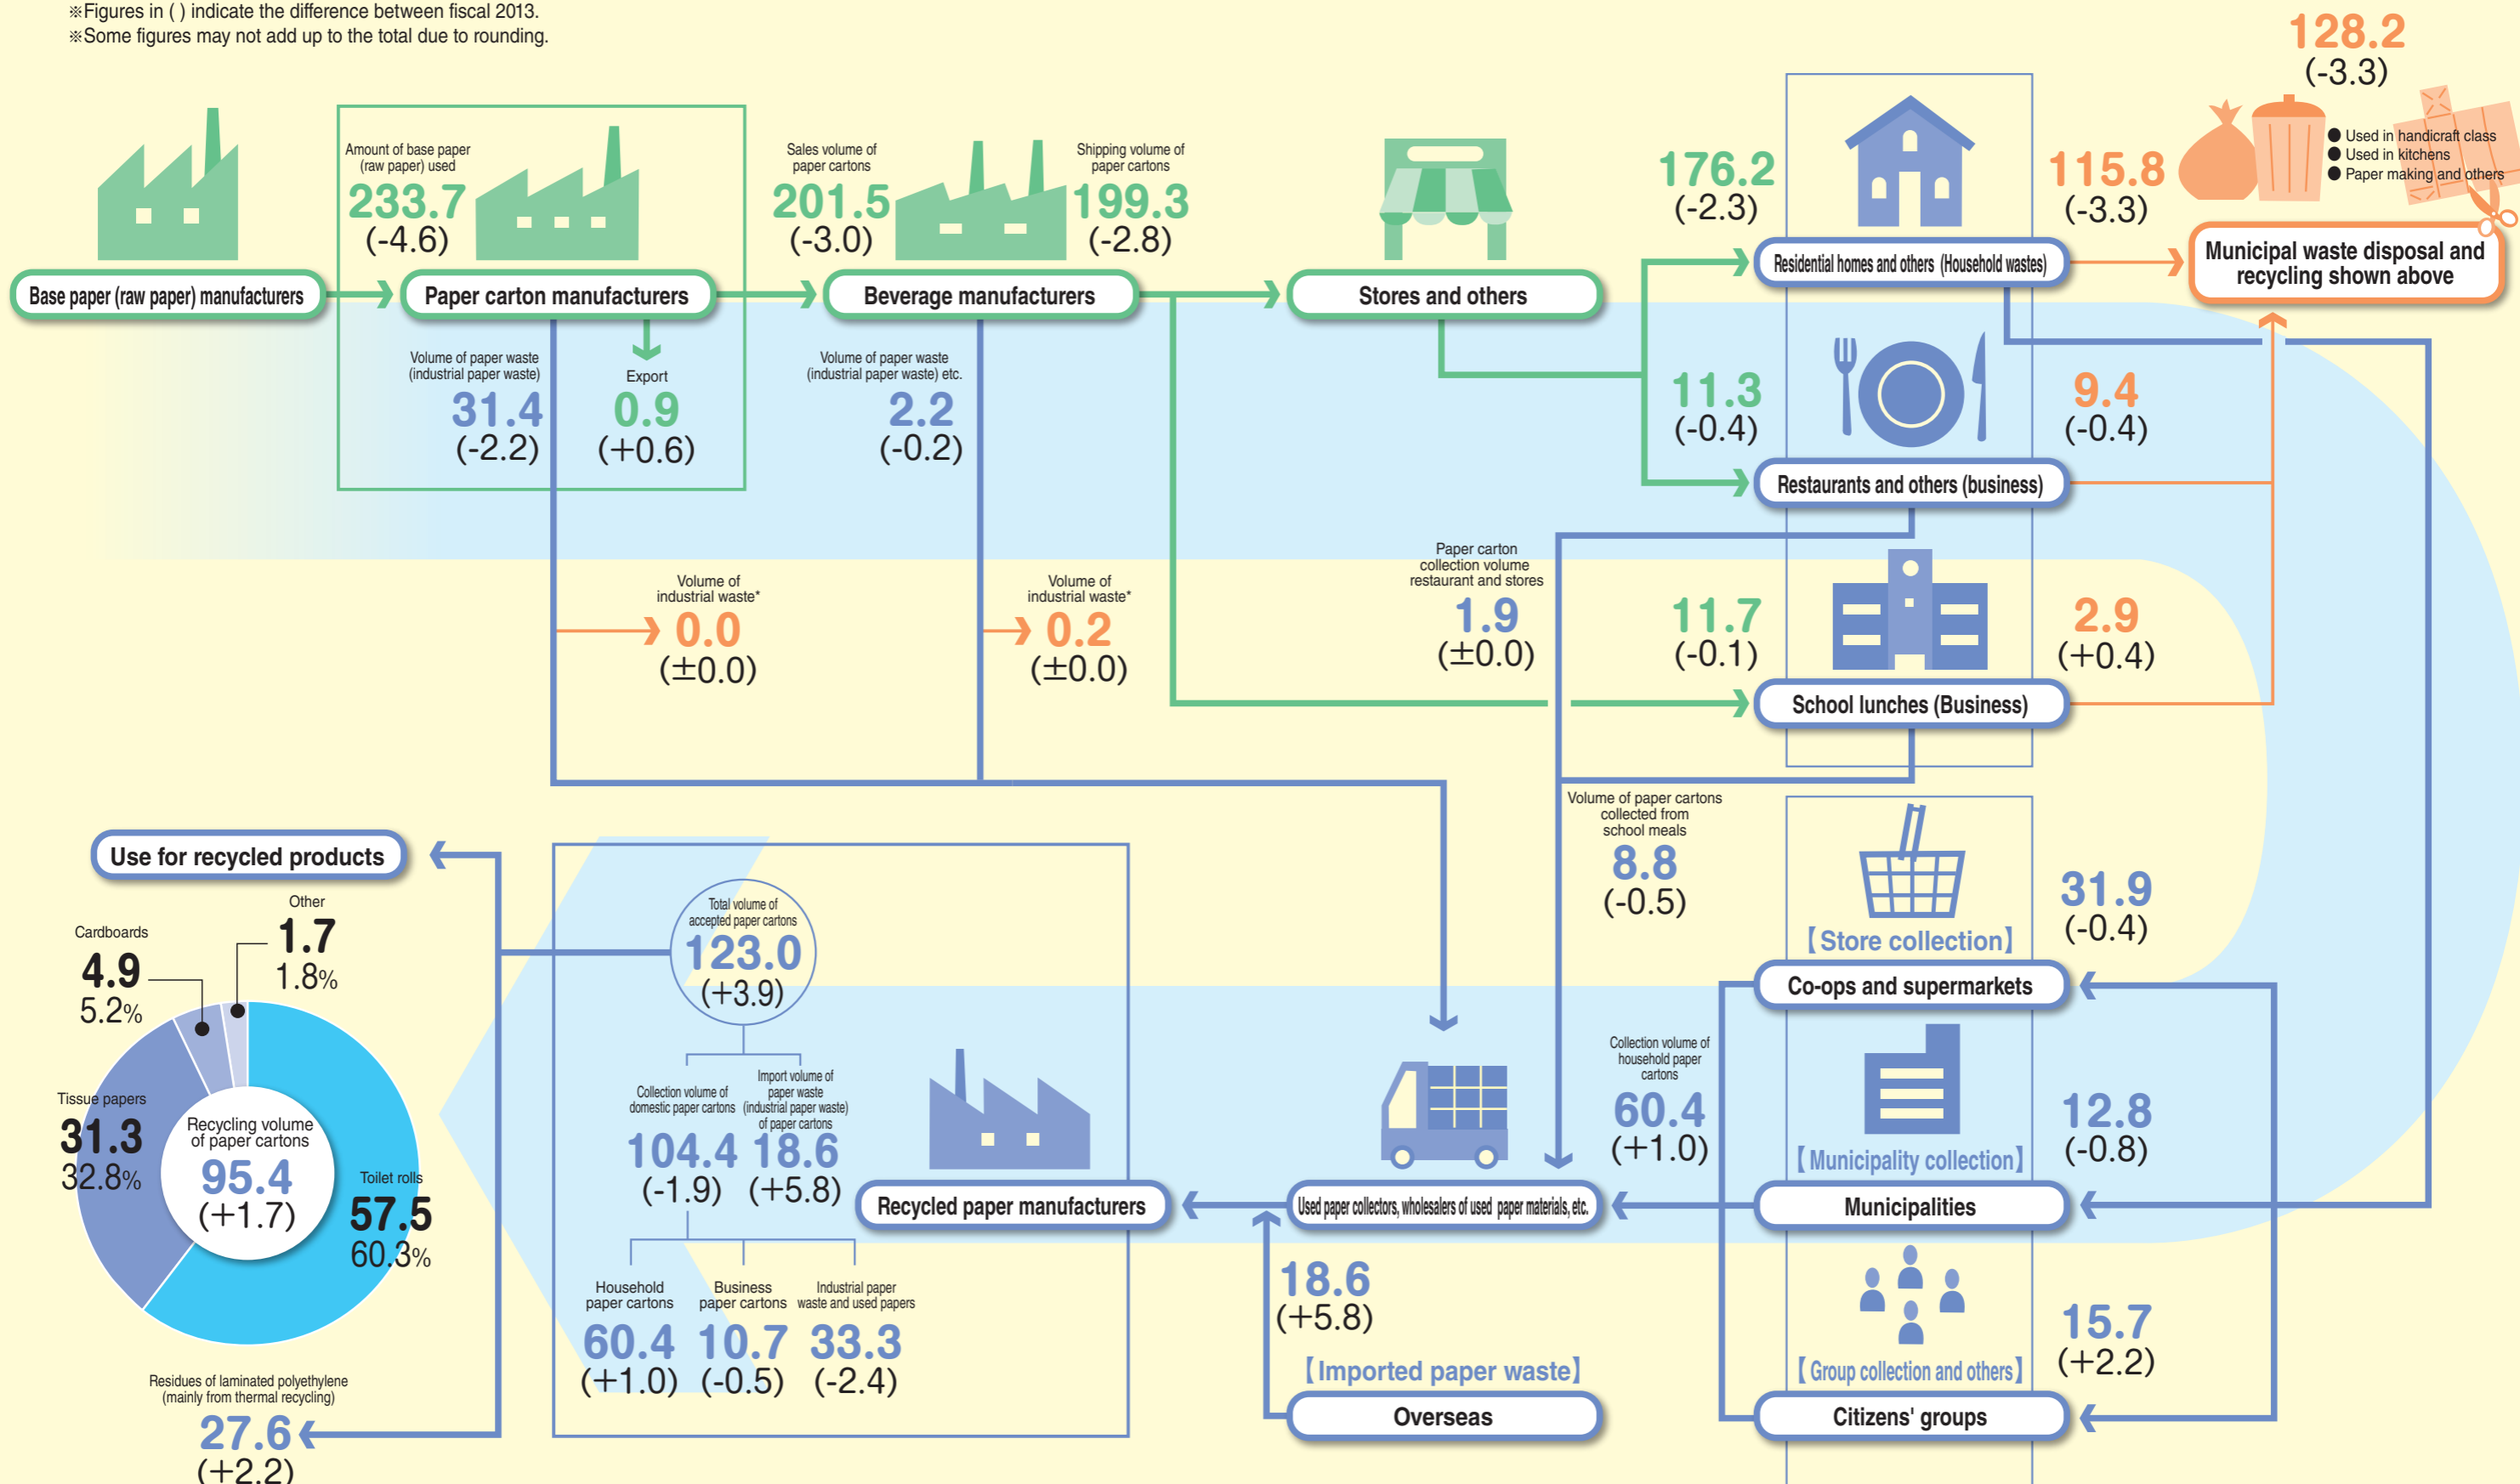 ※Figures in ( ) indicate the difference between fiscal 2013.
※Some figures may not add up to the total due to rounding.
128.2
(-3.3)
● Used in handicraft class
● Used in kitchens
● Paper making and others
Amount of base paper
(raw paper) used
233.7
(-4.6)
Sales volume of
paper cartons
201.5
(-3.0)
Shipping volume of
paper cartons
199.3
(-2.8)
176.2
(-2.3)
115.8
(-3.3)
Base paper (raw paper) manufacturers
Paper carton manufacturers
Beverage manufacturers
Stores and others
Residential homes and others (Household wastes)
Municipal waste disposal and
recycling shown above
Volume of paper waste
(industrial paper waste)
31.4
(-2.2)
Export
0.9
(+0.6)
Volume of paper waste
(industrial paper waste) etc.
2.2
(-0.2)
11.3
(-0.4)
9.4
(-0.4)
Restaurants and others (business)
Volume of
industrial waste*
0.0
(±0.0)
Volume of
industrial waste*
0.2
(±0.0)
Paper carton
collection volume
restaurant and stores
1.9
(±0.0)
11.7
(-0.1)
2.9
(+0.4)
School lunches (Business)
Volume of paper cartons
collected from
school meals
8.8
(-0.5)
31.9
(-0.4)
【Store collection】
Co-ops and supermarkets
Collection volume of
household paper
cartons
60.4
(+1.0)
12.8
(-0.8)
【Municipality collection】
Municipalities
15.7
(+2.2)
【Group collection and others】
Citizens' groups
Used paper collectors, wholesalers of used paper materials, etc.
18.6
(+5.8)
【Imported paper waste】
Overseas
Recycled paper manufacturers
Total volume of
accepted paper cartons
123.0
(+3.9)
Collection volume of
domestic paper cartons
104.4
(-1.9)
Import volume of
paper waste
(industrial paper waste)
of paper cartons
18.6
(+5.8)
Household
paper cartons
60.4
(+1.0)
Business
paper cartons
10.7
(-0.5)
Industrial paper
waste and used papers
33.3
(-2.4)
Use for recycled products
Other
1.7
1.8%
Cardboards
4.9
5.2%
Tissue papers
31.3
32.8%
Recycling volume
of paper cartons
95.4
(+1.7)
Toilet rolls
57.5
60.3%
Residues of laminated polyethylene
(mainly from thermal recycling)
27.6
(+2.2)